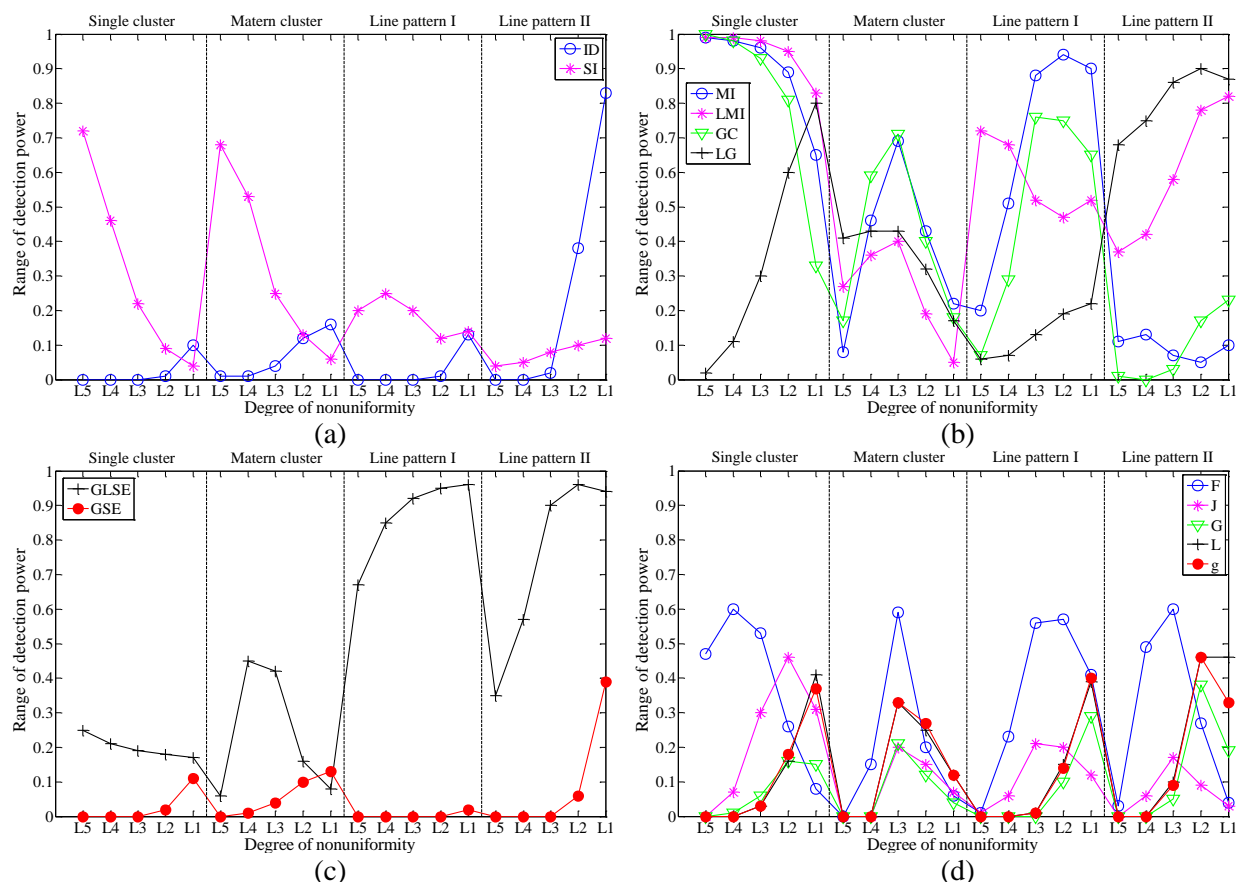 Single cluster Matern cluster Line pattern I Line pattern II
ID
SI
Range of detection power
1
0.9
0.8
0.7
0.6
0.5
0.4
0.3
0.2
0.1
0
L5 L4 L3 L2 L1 L5 L4 L3 L2 L1 L5 L4 L3 L2 L1 L5 L4 L3 L2 L1
Degree of nonuniformity
(a)
Single cluster Matern cluster Line pattern I Line pattern II
MI
LMI
GC
LG
Range of detection power
1
0.9
0.8
0.7
0.6
0.5
0.4
0.3
0.2
0.1
0
L5 L4 L3 L2 L1 L5 L4 L3 L2 L1 L5 L4 L3 L2 L1 L5 L4 L3 L2 L1
Degree of nonuniformity
(b)
Single cluster Matern cluster Line pattern I Line pattern II
GLSE
GSE
Range of detection power
1
0.9
0.8
0.7
0.6
0.5
0.4
0.3
0.2
0.1
0
L5 L4 L3 L2 L1 L5 L4 L3 L2 L1 L5 L4 L3 L2 L1 L5 L4 L3 L2 L1
Degree of nonuniformity
(c)
Single cluster Matern cluster Line pattern I Line pattern II
F
J
G
L
g
Range of detection power
1
0.9
0.8
0.7
0.6
0.5
0.4
0.3
0.2
0.1
0
L5 L4 L3 L2 L1 L5 L4 L3 L2 L1 L5 L4 L3 L2 L1 L5 L4 L3 L2 L1
Degree of nonuniformity
(d)